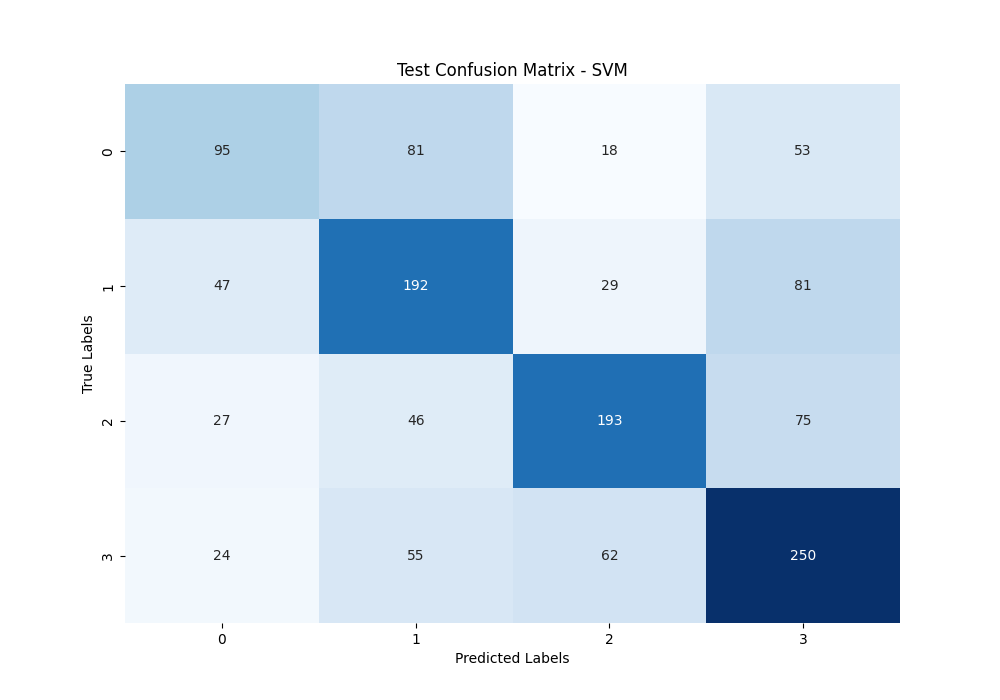 Test Confusion Matrix - SVM
True Labels
0 95 81 18 53
1 47 192 29 81
2 27 46 193 75
3 24 55 62 250
0 1 2 3
Predicted Labels